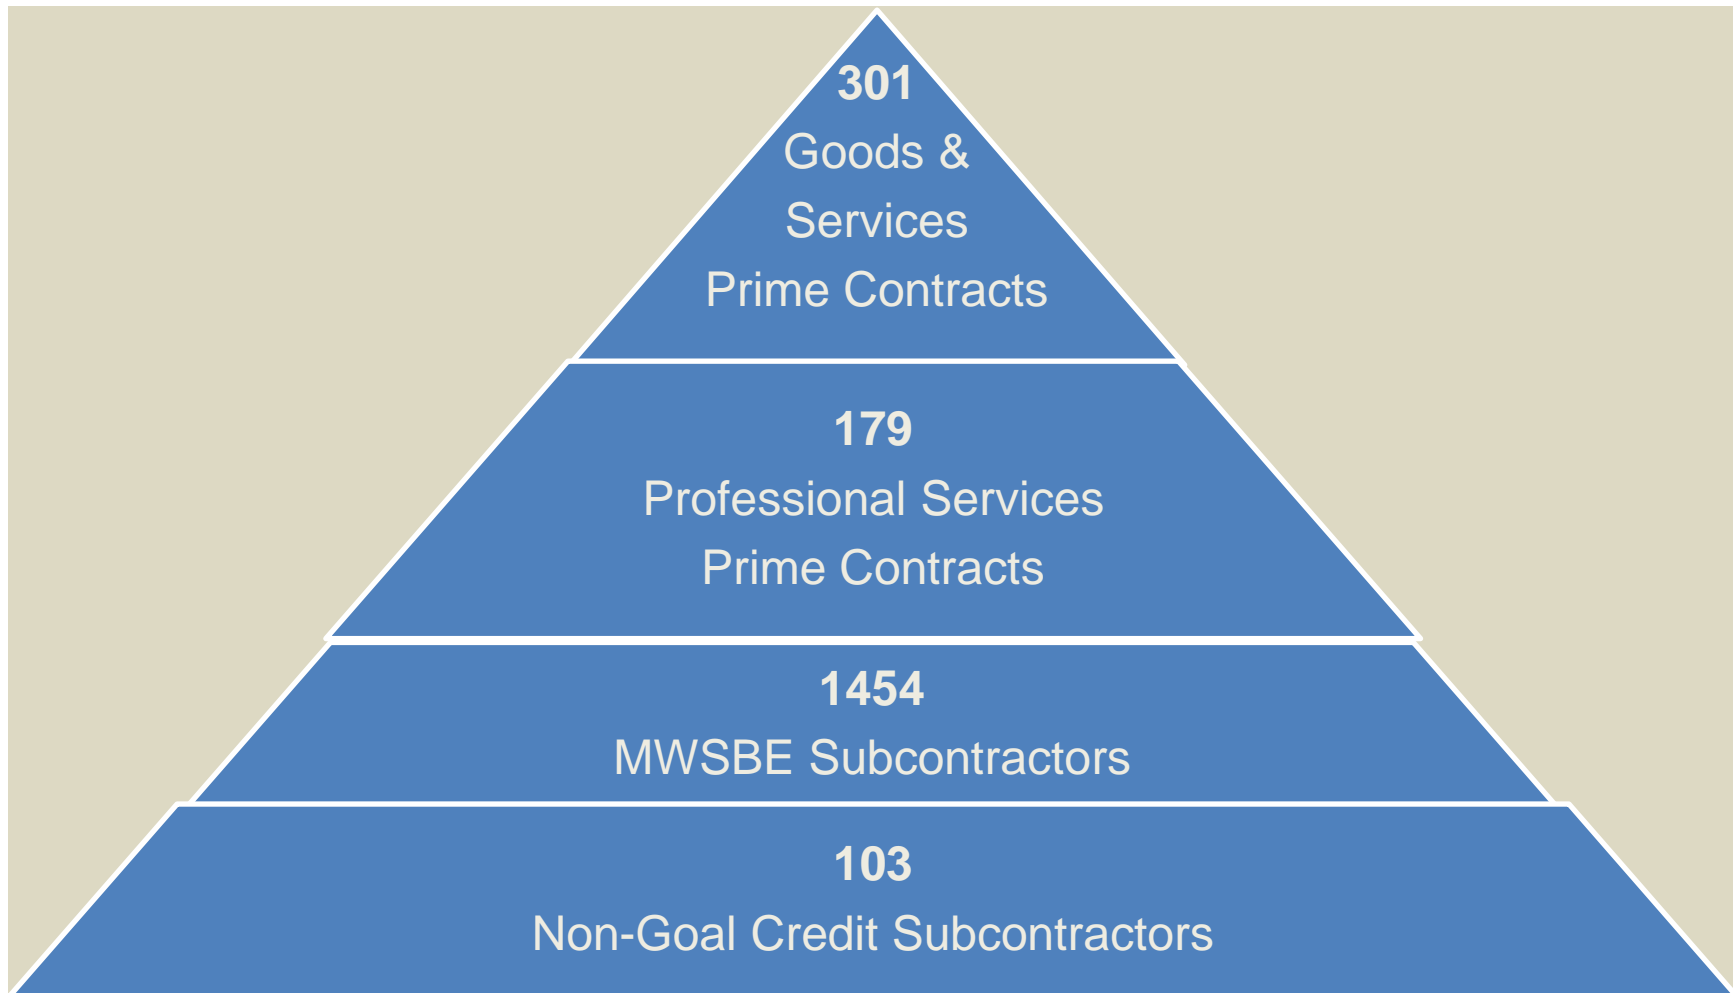 301
Goods &
Services
Prime Contracts
179
Professional Services
Prime Contracts
1454
MWSBE Subcontractors
103
Non-Goal Credit Subcontractors